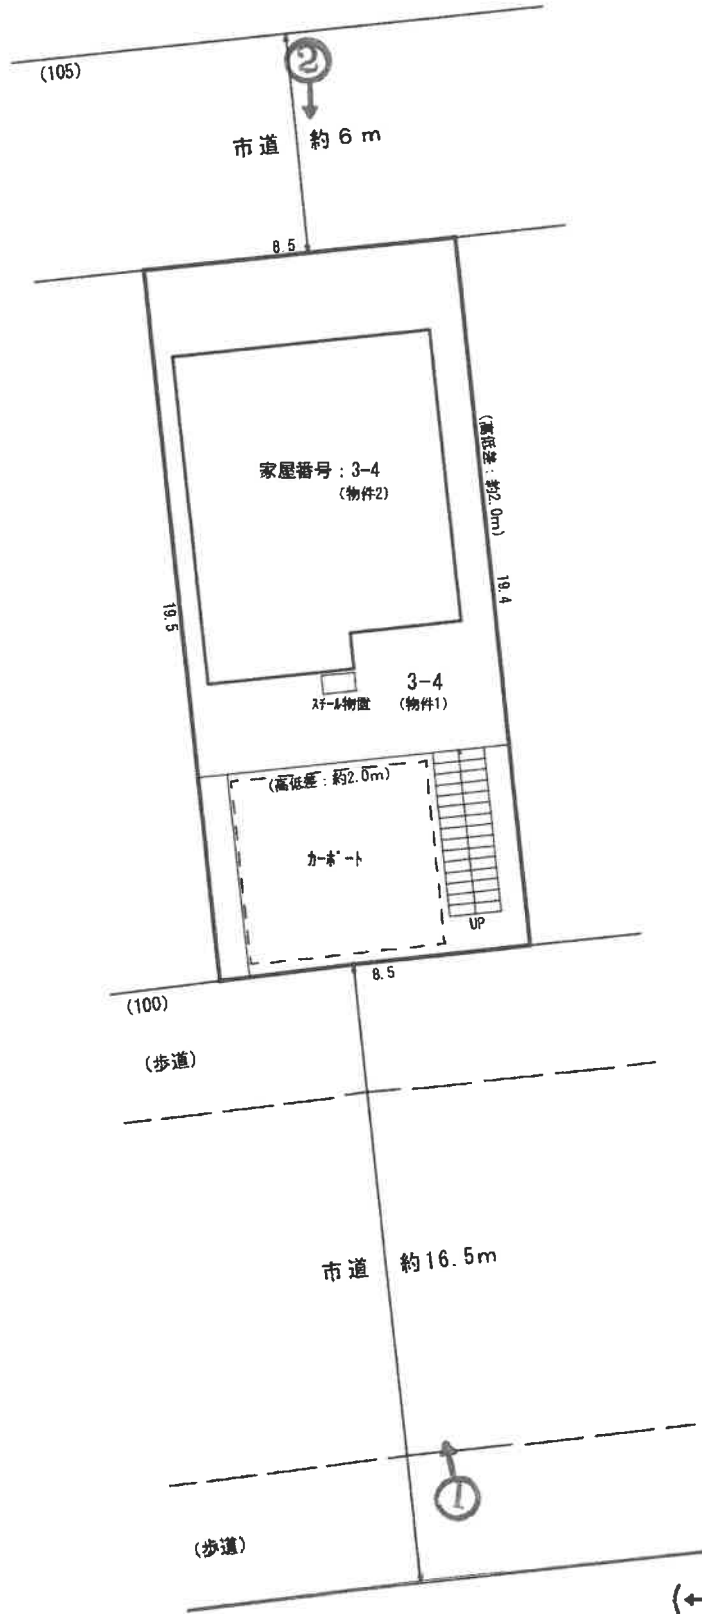 (105)
②
市道 約6m
8.5
(高低差：約2.0m)
19.4
家屋番号：3-4
(物件2)
19.5
3-4
スチール物置 (物件1)
(高低差：約2.0m)
カーポート
UP
8.5
(100)
(歩道)
市道 約16.5m
①
(歩道)
(←